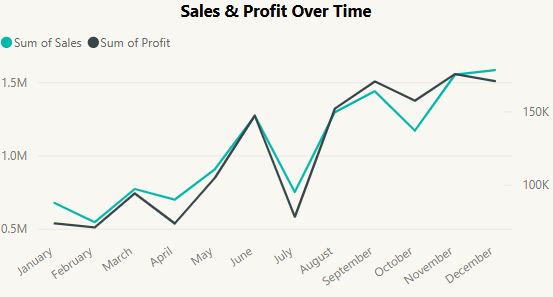 Sales & Profit Over Time
Sum of Sales Sum of Profit
1.5M
1.0M
0.5M
150K
100K
January February March April May June July August September October November December